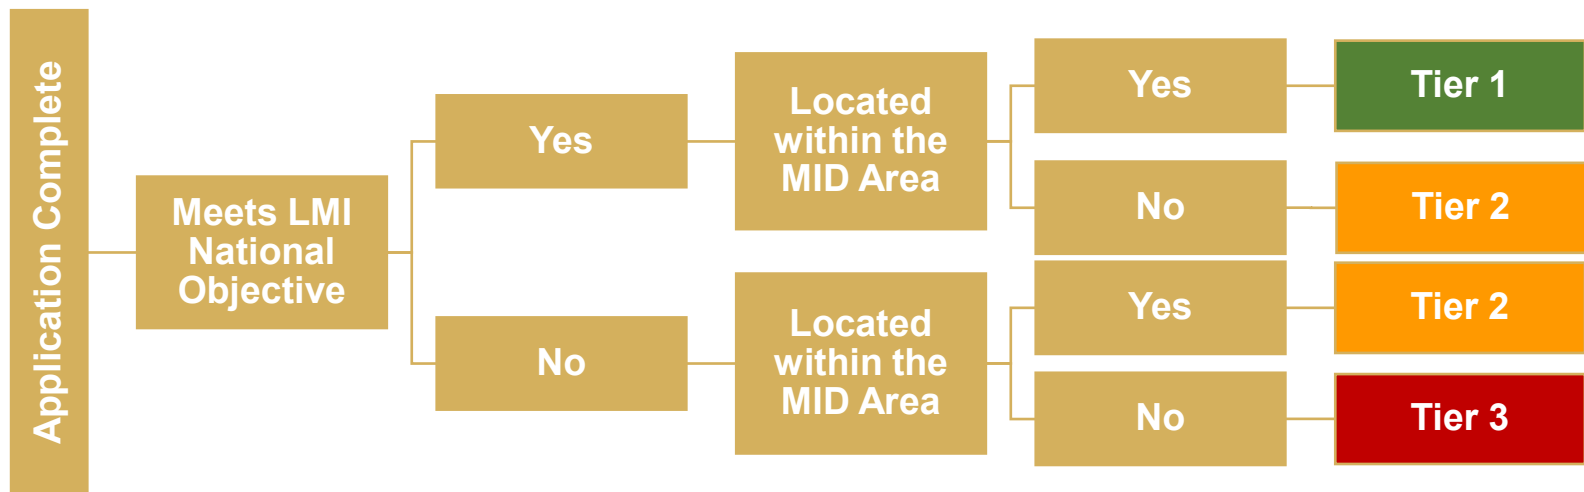 Application Complete
Meets LMI
National
Objective
Yes
Located
within the
MID Area
Yes
Tier 1
No
Tier 2
No
Located
within the
MID Area
Yes
Tier 2
No
Tier 3